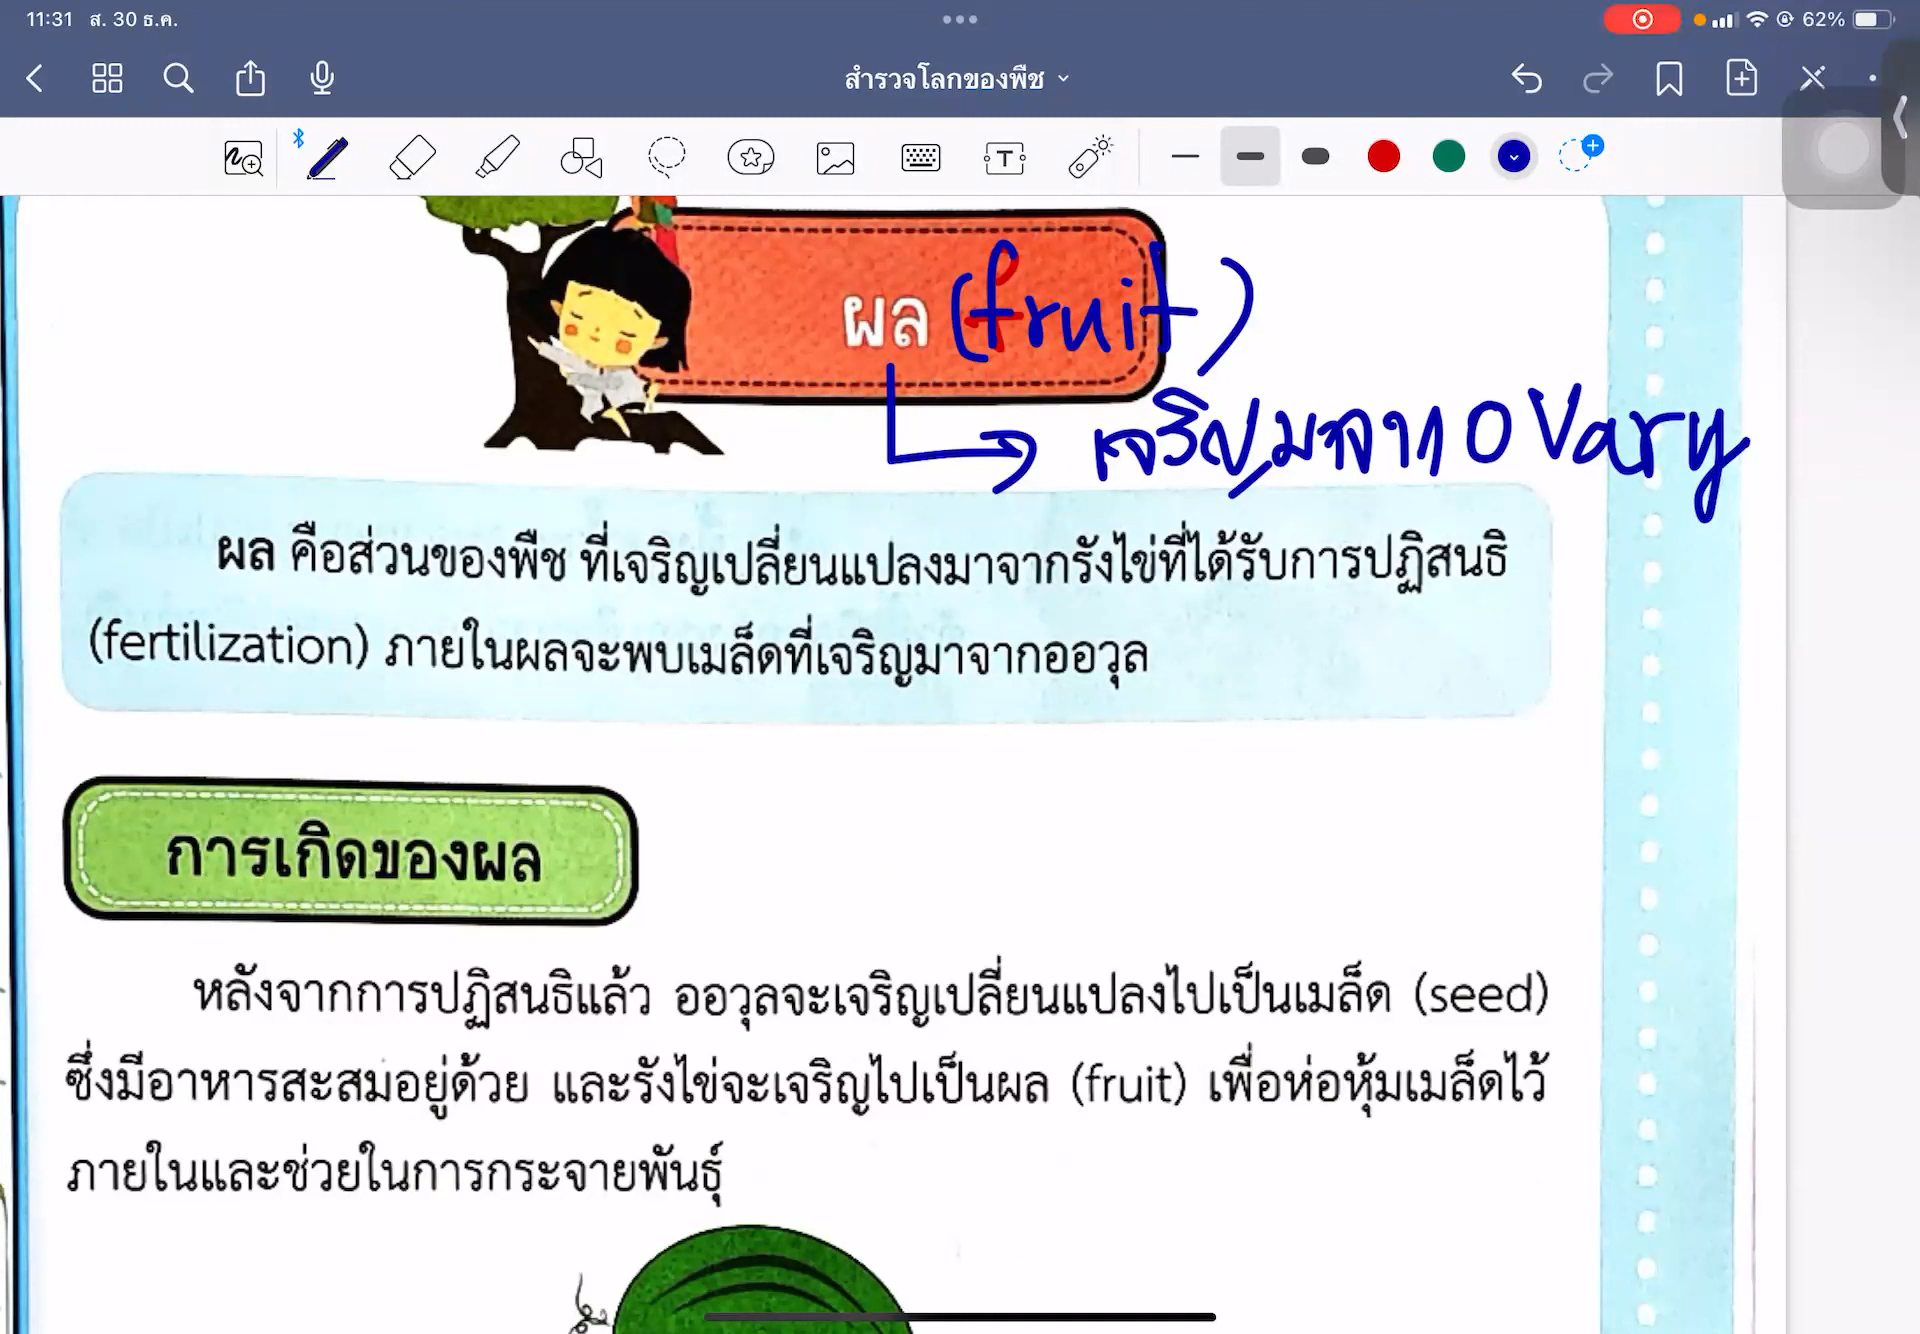 11:31 ส. 30 ธ.ค.
62%
สำรวจโลกของพืช
ผล (fruit)
เจริญมาจาก Ovary
ผล คือส่วนของพืช ที่เจริญเปลี่ยนแปลงมาจากรังไข่ที่ได้รับการปฏิสนธิ
(fertilization) ภายในผลจะพบเมล็ดที่เจริญมาจากออวุล
การเกิดของผล
หลังจากการปฏิสนธิแล้ว ออวุลจะเจริญเปลี่ยนแปลงไปเป็นเมล็ด (seed)
ซึ่งมีอาหารสะสมอยู่ด้วย และรังไข่จะเจริญไปเป็นผล (fruit) เพื่อห่อหุ้มเมล็ดไว้
ภายในและช่วยในการกระจายพันธุ์